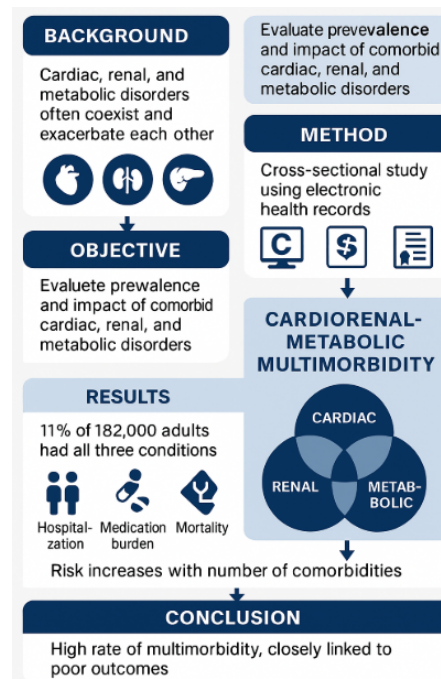 BACKGROUND
Cardiac, renal, and
metabolic disorders
often coexist and
exacerbate each other
OBJECTIVE
Evaluete prewalence
and impact of comorbid
cardiac, renal, and
metabolic disorders
Evaluate prevevalence
and impact of comorbid
cardiac, renal, and
metabolic disorders
METHOD
Cross-sectional study
using electronic
health records
C
$
CARDIORENAL-
METABOLIC
MULTIMORBIDITY
CARDIAC
RENAL
METAB-
BOLIC
RESULTS
11% of 182,000 adults
had all three conditions
Hospital-
zation
Medication
burden
Mortality
Risk increases with number of comorbidities
CONCLUSION
High rate of multimorbidity, closely linked to
poor outcomes